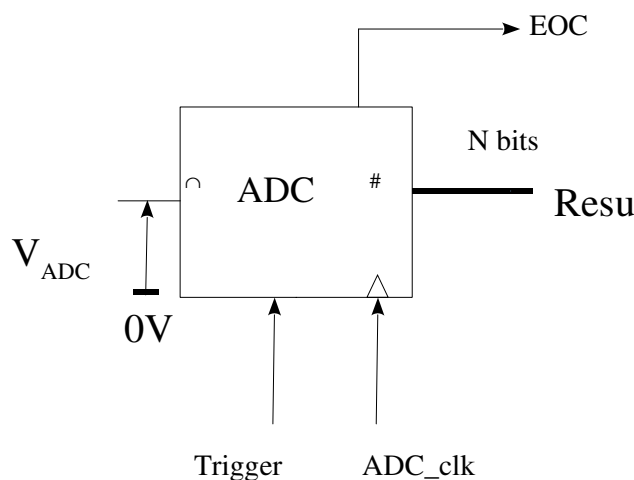 EOC
N bits
∩ ADC #
Resu
V ADC
0V
Trigger ADC_clk